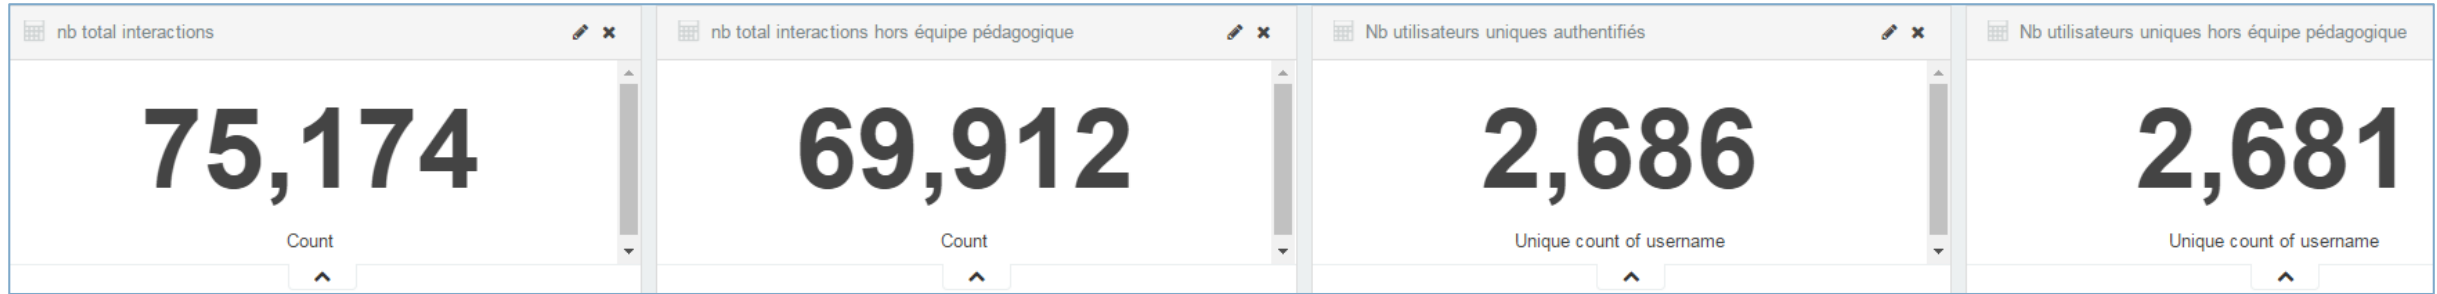 nb total interactions
75,174
Count
nb total interactions hors équipe pédagogique
69,912
Count
Nb utilisateurs uniques authentifiés
2,686
Unique count of username
Nb utilisateurs uniques hors équipe pédagogique
2,681
Unique count of username